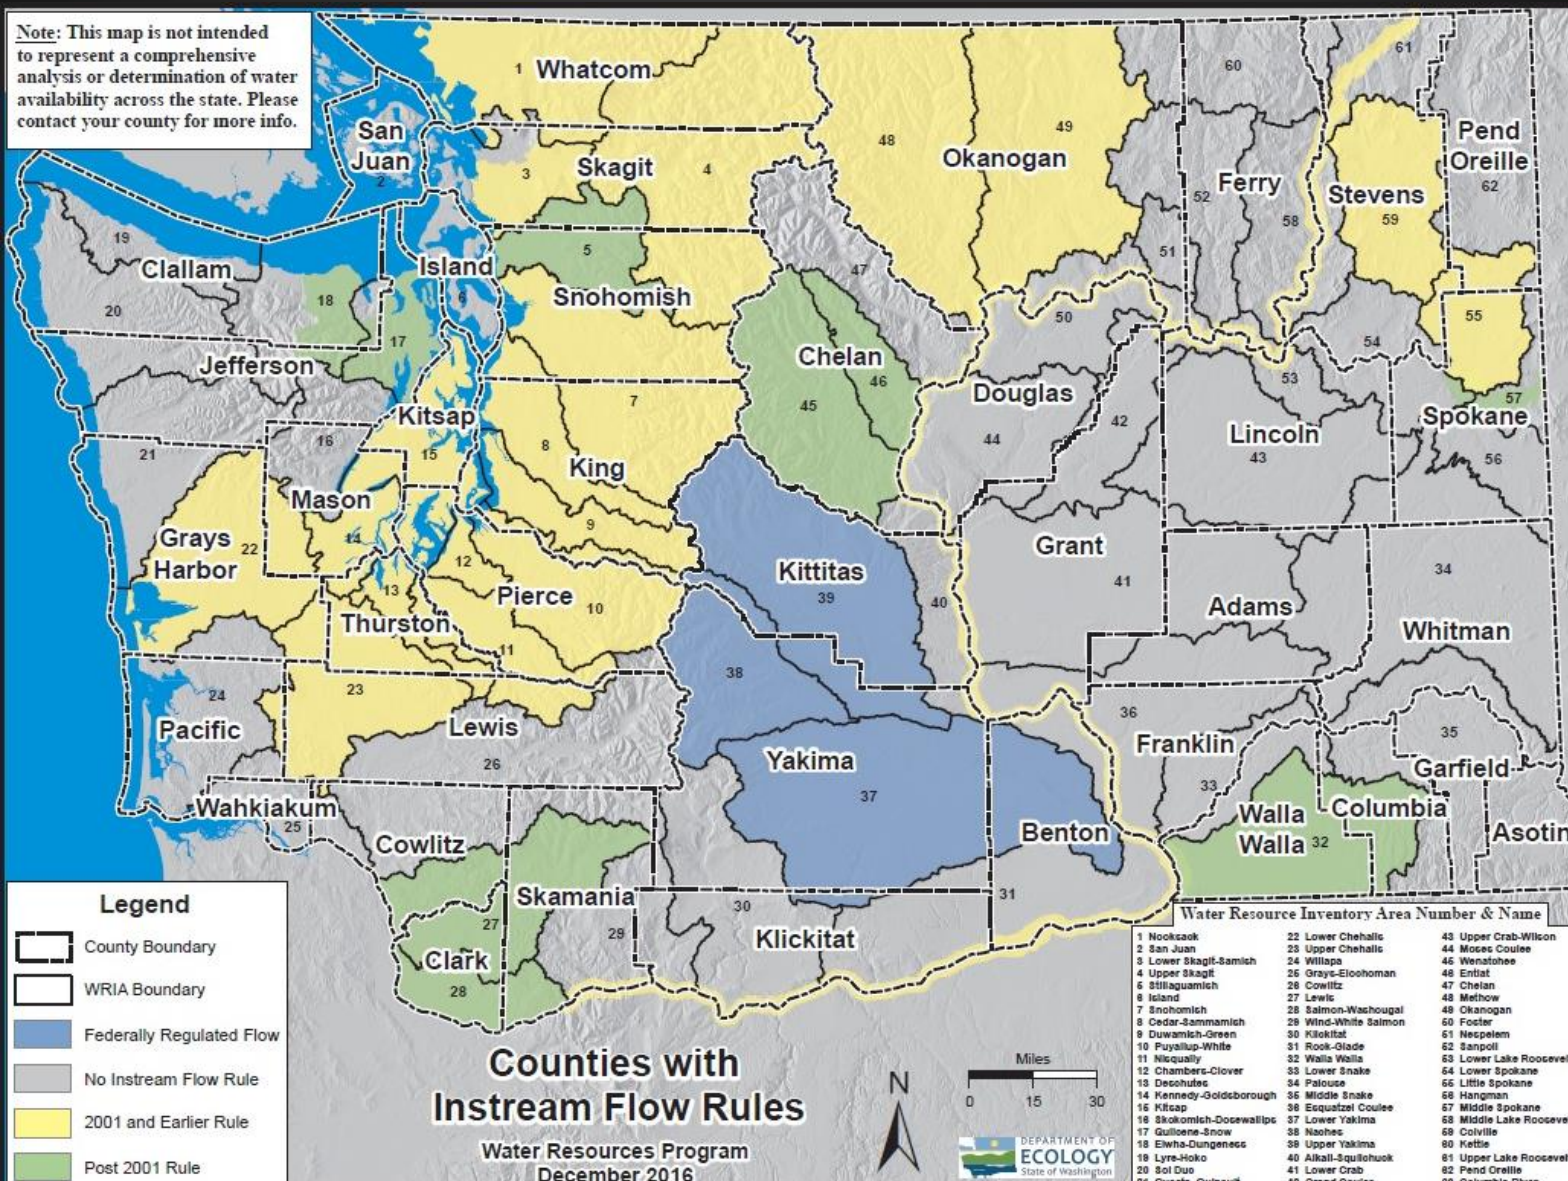 Note: This map is not intended
to represent a comprehensive
analysis or determination of water
availability across the state. Please
contact your county for more info.
Whatcom
San
Juan
Skagit
Okanogan
Ferry
Stevens
Pend
Oreille
Clallam
Island
Snohomish
Jefferson
Chelan
Douglas
Kitsap
King
Lincoln
Spokane
Mason
Grays
Harbor
Kittitas
Grant
Pierce
Thurston
Adams
Whitman
Pacific
Lewis
Yakima
Franklin
Garfield
Wahkiakum
Cowlitz
Benton
Walla
Walla
Columbia
Asotin
Skamania
Klickitat
Clark
1
2
3
4
5
6
7
8
9
10
11
12
13
14
15
16
17
18
19
20
21
22
23
24
25
26
27
28
29
30
31
32
33
34
35
36
37
38
39
40
41
42
43
44
45
46
47
48
49
50
51
52
53
54
55
56
57
58
59
60
61
62
Legend
County Boundary
WRIA Boundary
Federally Regulated Flow
No Instream Flow Rule
2001 and Earlier Rule
Post 2001 Rule
Counties with
Instream Flow Rules
Water Resources Program
December 2016
N
Miles
0 15 30
DEPARTMENT OF
ECOLOGY
State of Washington
Water Resource Inventory Area Number & Name
1 Nooksack
2 San Juan
3 Lower Skagit-Samish
4 Upper Skagit
5 Stillaguamish
6 Island
7 Snohomish
8 Cedar-Sammamish
9 Duwamish-Green
10 Puyallup-White
11 Nisqually
12 Chambers-Clover
13 Deschutes
14 Kennedy-Goldsborough
15 Kitsap
16 Skokomish-Dosewallips
17 Quilcene-Snow
18 Elwha-Dungeness
19 Lyre-Hoko
20 Sol Duc
22 Lower Chehalis
23 Upper Chehalis
24 Willapa
25 Grays-Elochoman
26 Cowlitz
27 Lewis
28 Salmon-Washougal
29 Wind-White Salmon
30 Klickitat
31 Rock-Glade
32 Walla Walla
33 Lower Snake
34 Palouse
35 Middle Snake
36 Esquatzel Coulee
37 Lower Yakima
38 Naches
39 Upper Yakima
40 Alkali-Squilchuck
41 Lower Crab
43 Upper Crab-Wilson
44 Moses Coulee
45 Wenatchee
46 Entiat
47 Chelan
48 Methow
49 Okanogan
50 Foster
51 Nespelem
52 Sanpoil
53 Lower Lake Roosevel
54 Lower Spokane
55 Little Spokane
56 Hangman
57 Middle Spokane
58 Middle Lake Roosevel
59 Colville
60 Kettle
61 Upper Lake Roosevel
62 Pend Oreille